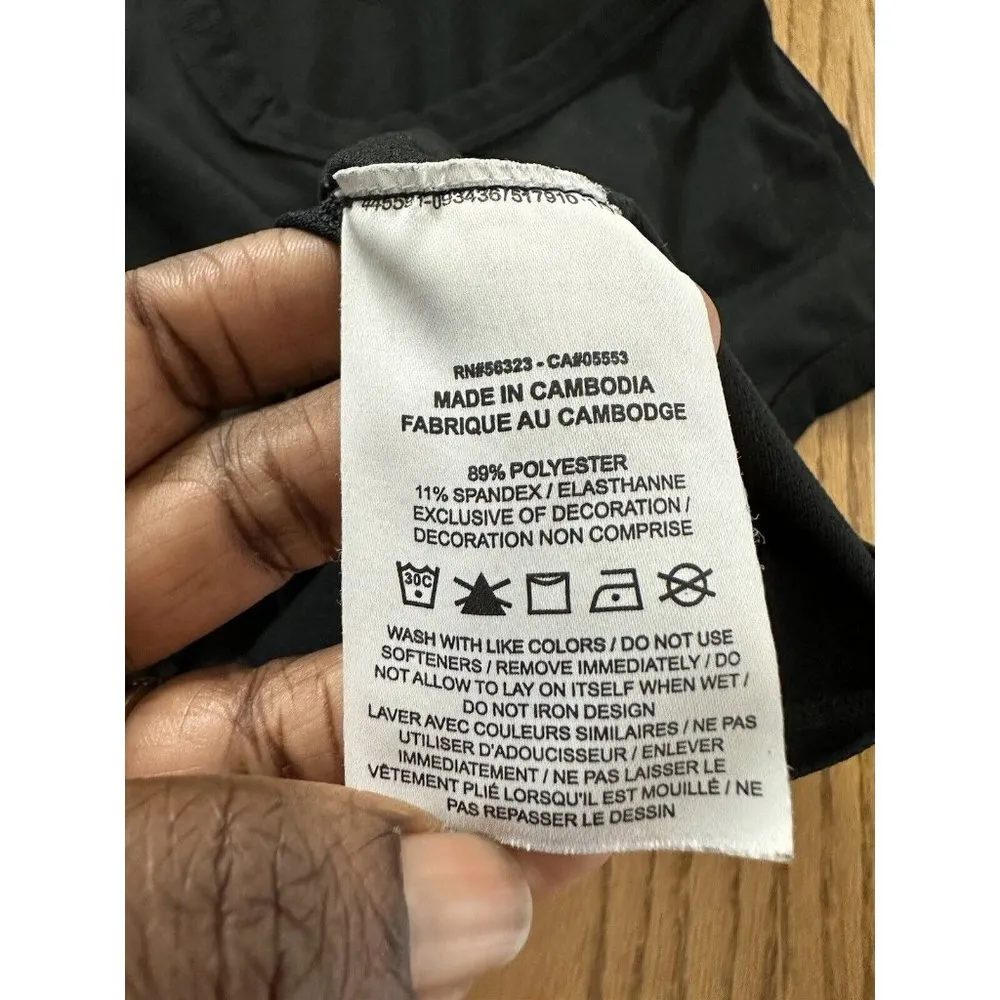 RN#56323 - CA#05553
MADE IN CAMBODIA
FABRIQUE AU CAMBODGE
89% POLYESTER
11% SPANDEX / ELASTHANNE
EXCLUSIVE OF DECORATION /
DECORATION NON COMPRISE
30C
WASH WITH LIKE COLORS / DO NOT USE
SOFTENERS / REMOVE IMMEDIATELY / DO
NOT ALLOW TO LAY ON ITSELF WHEN WET /
DO NOT IRON DESIGN
LAVER AVEC COULEURS SIMILAIRES / NE PAS
UTILISER D'ADOUCISSEUR / ENLEVER
IMMEDIATEMENT / NE PAS LAISSER LE
VÊTEMENT PLIÉ LORSQU'IL EST MOUILLÉ / NE
PAS REPASSER LE DESSIN